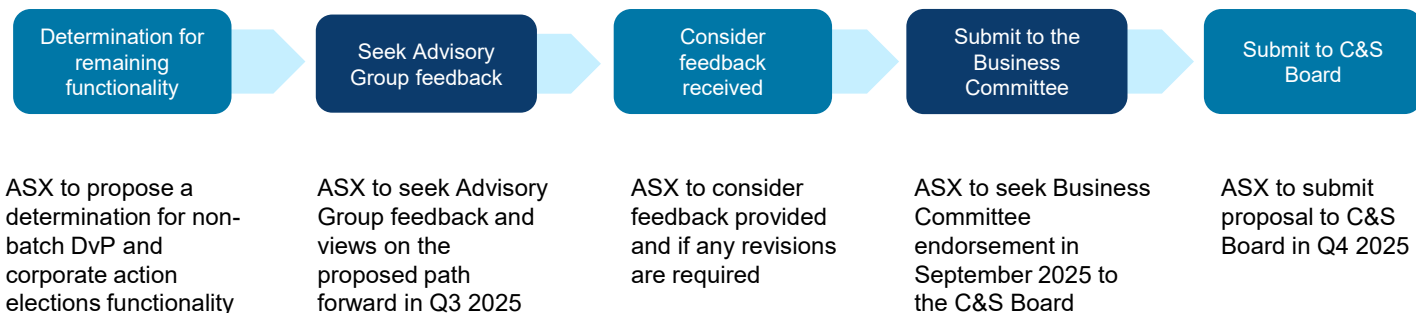 Determination for
remaining
functionality
Seek Advisory
Group feedback
Consider
feedback
received
Submit to the
Business
Committee
Submit to C&S
Board
ASX to propose a
determination for non-
batch DvP and
corporate action
elections functionality
ASX to seek Advisory
Group feedback and
views on the
proposed path
forward in Q3 2025
ASX to consider
feedback provided
and if any revisions
are required
ASX to seek Business
Committee
endorsement in
September 2025 to
the C&S Board
ASX to submit
proposal to C&S
Board in Q4 2025